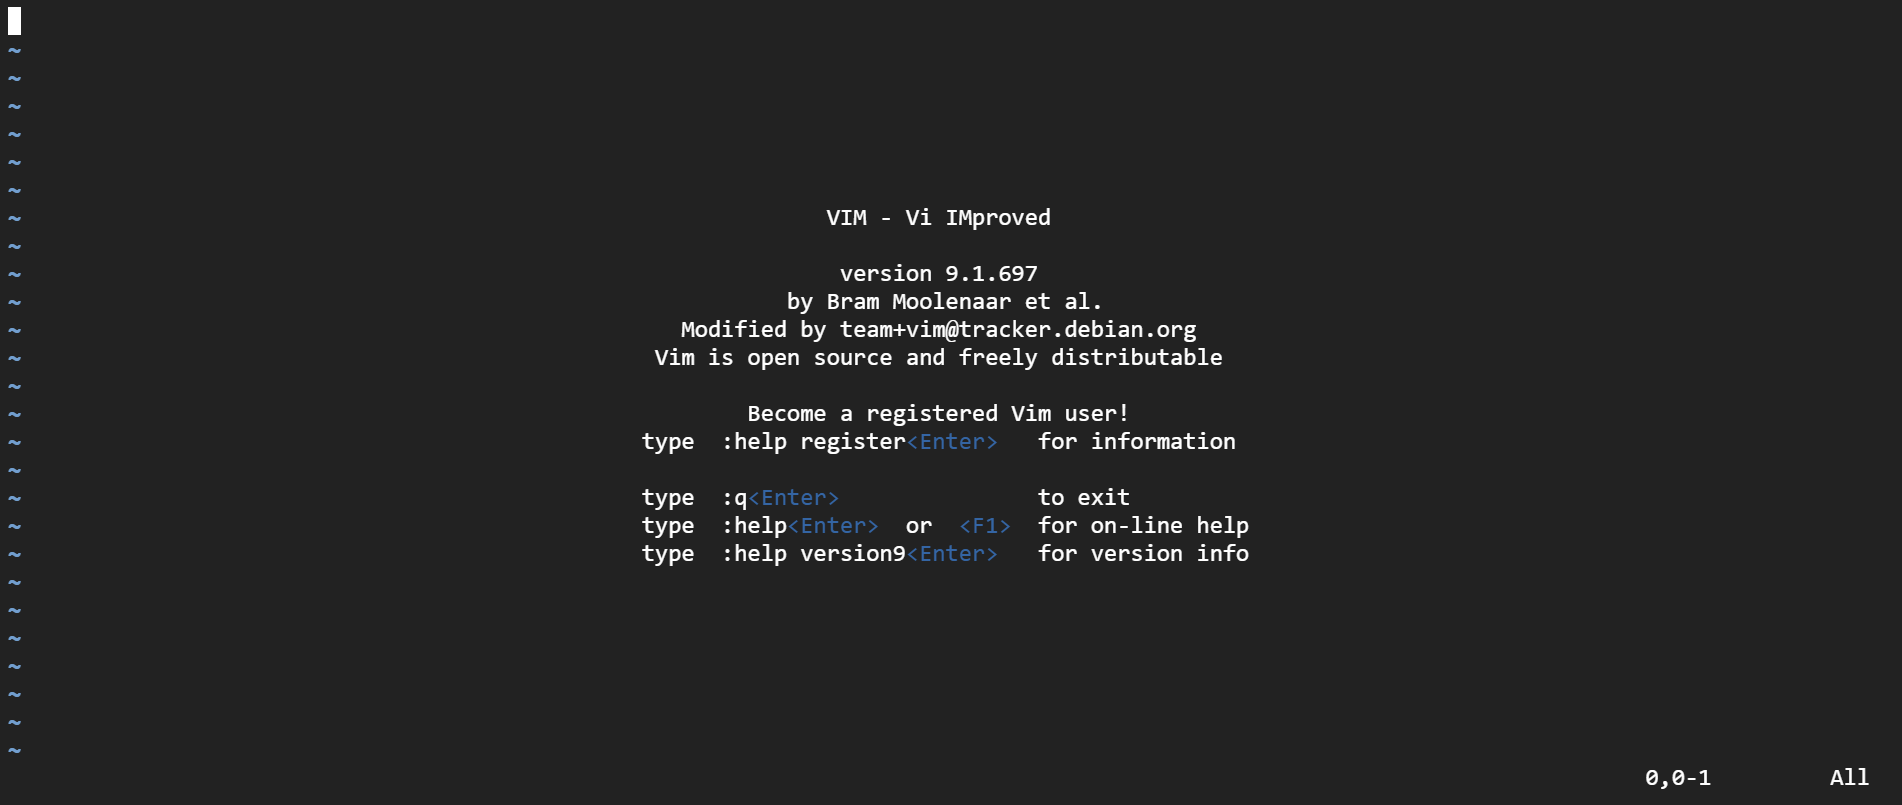 ~
~
~
~
~
~
~ VIM - Vi IMproved
~
~ version 9.1.697
~ by Bram Moolenaar et al.
~ Modified by team+vim@tracker.debian.org
~ Vim is open source and freely distributable
~
~ Become a registered Vim user!
~ type :help register<Enter> for information
~
~ type :q<Enter> to exit
~ type :help<Enter> or <F1> for on-line help
~ type :help version9<Enter> for version info
~
~
~
~
~
~
~
0,0-1 All